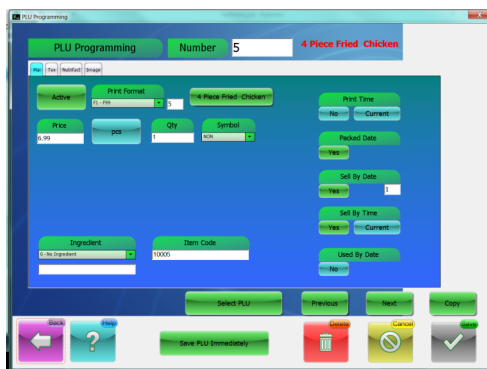 PLU Programming
PLU Programming Number 5 4 Piece Fried Chicken
Plu Tax Nutrifact Image
Active Print Format 4 Piece Fried Chicken
F1 - F99 5
Print Time
No Current
Price pcs Qty Symbol
6.99 1 NON
Packed Date
Yes
Sell By Date
Yes 1
Sell By Time
Yes Current
Ingredient Item Code Used By Date
0 - No Ingredient 10005 No
Select PLU Previous Next Copy
Back Help Delete Cancel Save
Save PLU Immediately